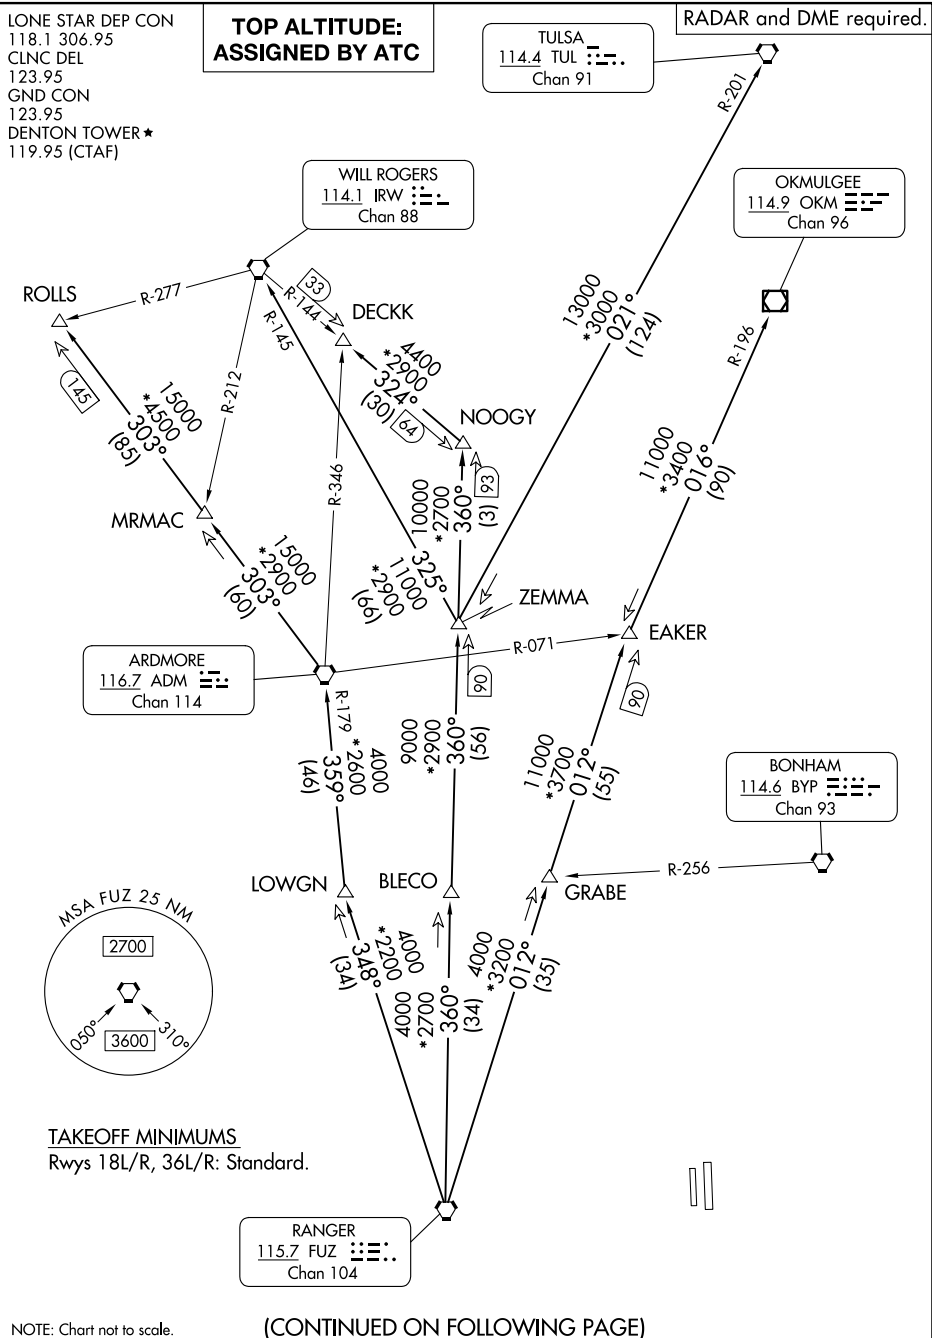 LONE STAR DEP CON
118.1 306.95
CLNC DEL
123.95
GND CON
123.95
DENTON TOWER★
119.95 (CTAF)
TOP ALTITUDE:
ASSIGNED BY ATC
RADAR and DME required.
TULSA
114.4 TUL
Chan 91
R-201
WILL ROGERS
114.1 IRW
Chan 88
OKMULGEE
114.9 OKM
Chan 96
ROLLS
R-277
33
R-144
DECKK
R-145
R-212
145
15000
*4500
303°
(85)
4400
*2900
324°
(30)
64
NOOGY
93
13000
*3000
021°
(124)
R-196
11000
*3400
016°
(90)
R-346
MRMAC
10000
*2700
360°
(3)
325°
11000
*2900
(66)
15000
*2900
303°
(60)
ZEMMA
EAKER
R-071
ARDMORE
116.7 ADM
Chan 114
90
90
R-179
4000
*2600
359°
(46)
9000
*2900
360°
(56)
11000
*3700
012°
(55)
BONHAM
114.6 BYP
Chan 93
R-256
LOWGN
BLECO
GRABE
MSA FUZ 25 NM
2700
050°
310°
3600
4000
*2200
348°
(34)
4000
*2700
360°
(34)
4000
*3200
012°
(35)
TAKEOFF MINIMUMS
Rwys 18L/R, 36L/R: Standard.
RANGER
115.7 FUZ
Chan 104
NOTE: Chart not to scale.
(CONTINUED ON FOLLOWING PAGE)